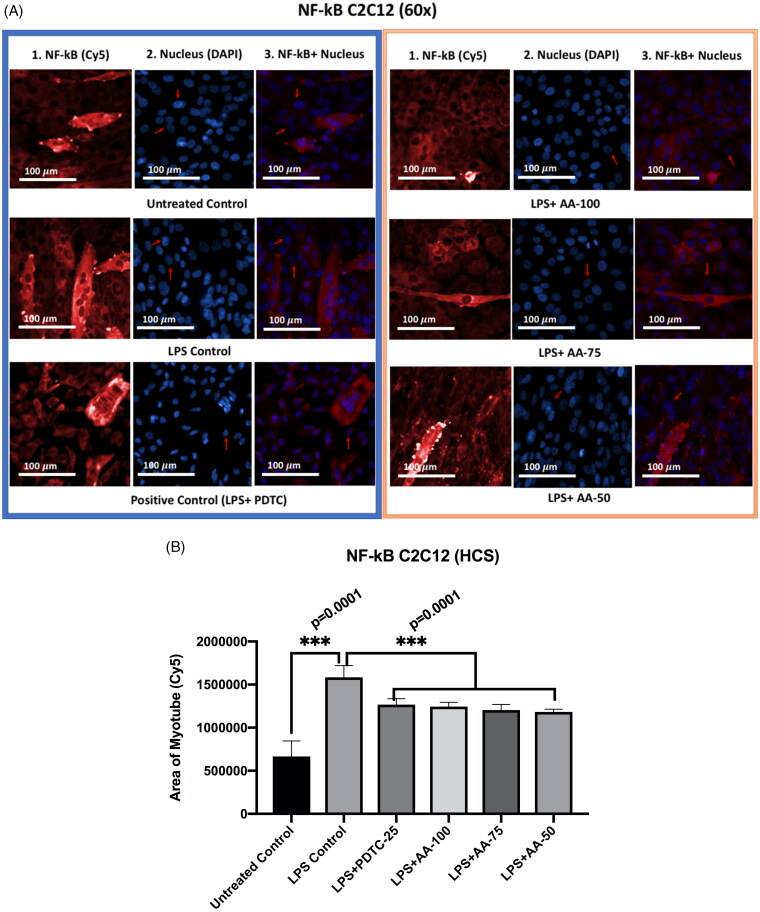 (A)
NF-kB C2C12 (60x)
1. NF-kB (Cy5) 2. Nucleus (DAPI) 3. NF-kB+ Nucleus
100 μm 100 μm 100 μm
Untreated Control
100 μm 100 μm 100 μm
LPS Control
100 μm 100 μm 100 μm
Positive Control (LPS+ PDTC)
1. NF-kB (Cy5) 2. Nucleus (DAPI) 3. NF-kB+ Nucleus
100 μm 100 μm 100 μm
LPS+ AA-100
100 μm 100 μm 100 μm
LPS+ AA-75
100 μm 100 μm 100 μm
LPS+ AA-50
(B)
NF-kB C2C12 (HCS)
p=0.0001 p=0.0001
*** ***
Area of Myotube (Cy5)
2000000
1500000
1000000
500000
0
Untreated Control
LPS Control
LPS+PDTC-25
LPS+AA-100
LPS+AA-75
LPS+AA-50